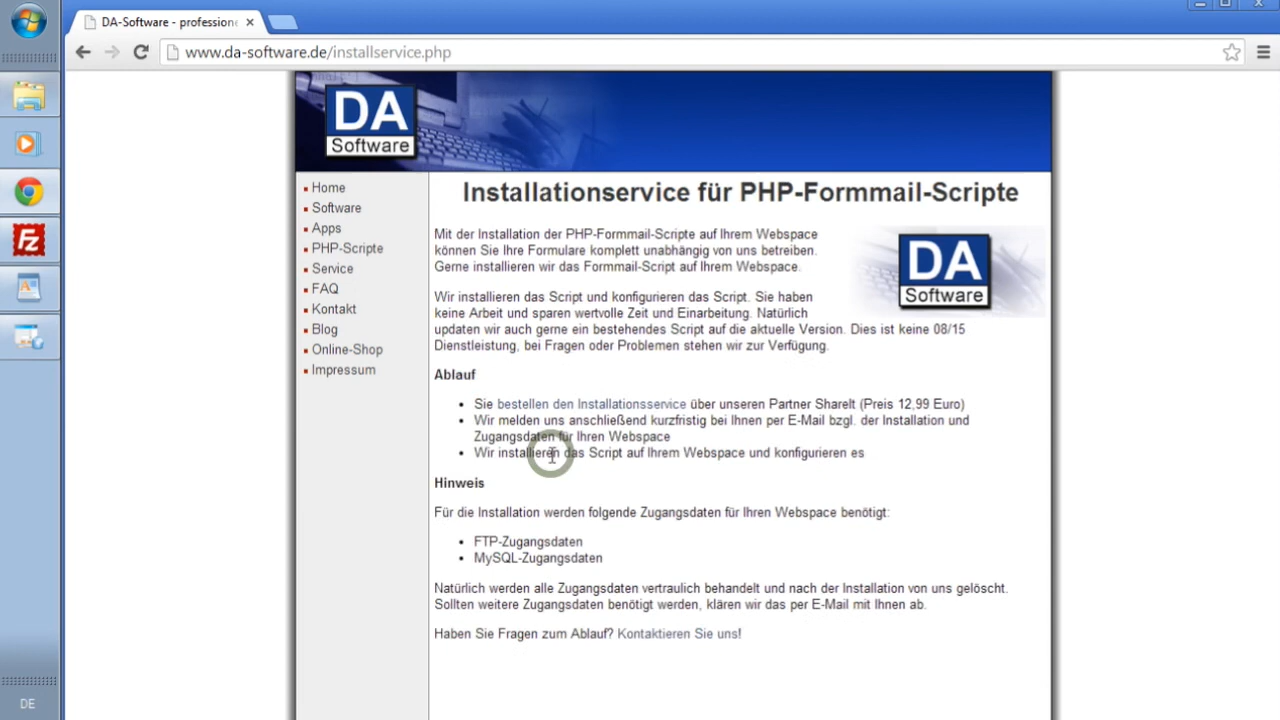 DA-Software - profession
www.da-software.de/installservice.php
DA
Software
Home
Software
Apps
PHP-Scripte
Service
FAQ
Kontakt
Blog
Online-Shop
Impressum
Installationservice für PHP-Formmail-Scripte
Mit der Installation der PHP-Formmail-Scripte auf Ihrem Webspace
können Sie Ihre Formulare komplett unabhängig von uns betreiben.
Gerne installieren wir das Formmail-Script auf Ihrem Webspace.
DA
Software
Wir installieren das Script und konfigurieren das Script. Sie haben
keine Arbeit und sparen wertvolle Zeit und Einarbeitung. Natürlich
updaten wir auch gerne ein bestehendes Script auf die aktuelle Version. Dies ist keine 08/15
Dienstleistung, bei Fragen oder Problemen stehen wir zur Verfügung.
Ablauf
Sie bestellen den Installationsservice über unseren Partner ShareIt (Preis 12,99 Euro)
Wir melden uns anschließend kurzfristig bei Ihnen per E-Mail bzgl. der Installation und
Zugangsdaten für Ihren Webspace
Wir installieren das Script auf Ihrem Webspace und konfigurieren es
Hinweis
Für die Installation werden folgende Zugangsdaten für Ihren Webspace benötigt:
FTP-Zugangsdaten
MySQL-Zugangsdaten
Natürlich werden alle Zugangsdaten vertraulich behandelt und nach der Installation von uns gelöscht.
Sollten weitere Zugangsdaten benötigt werden, klären wir das per E-Mail mit Ihnen ab.
Haben Sie Fragen zum Ablauf? Kontaktieren Sie uns!
DE